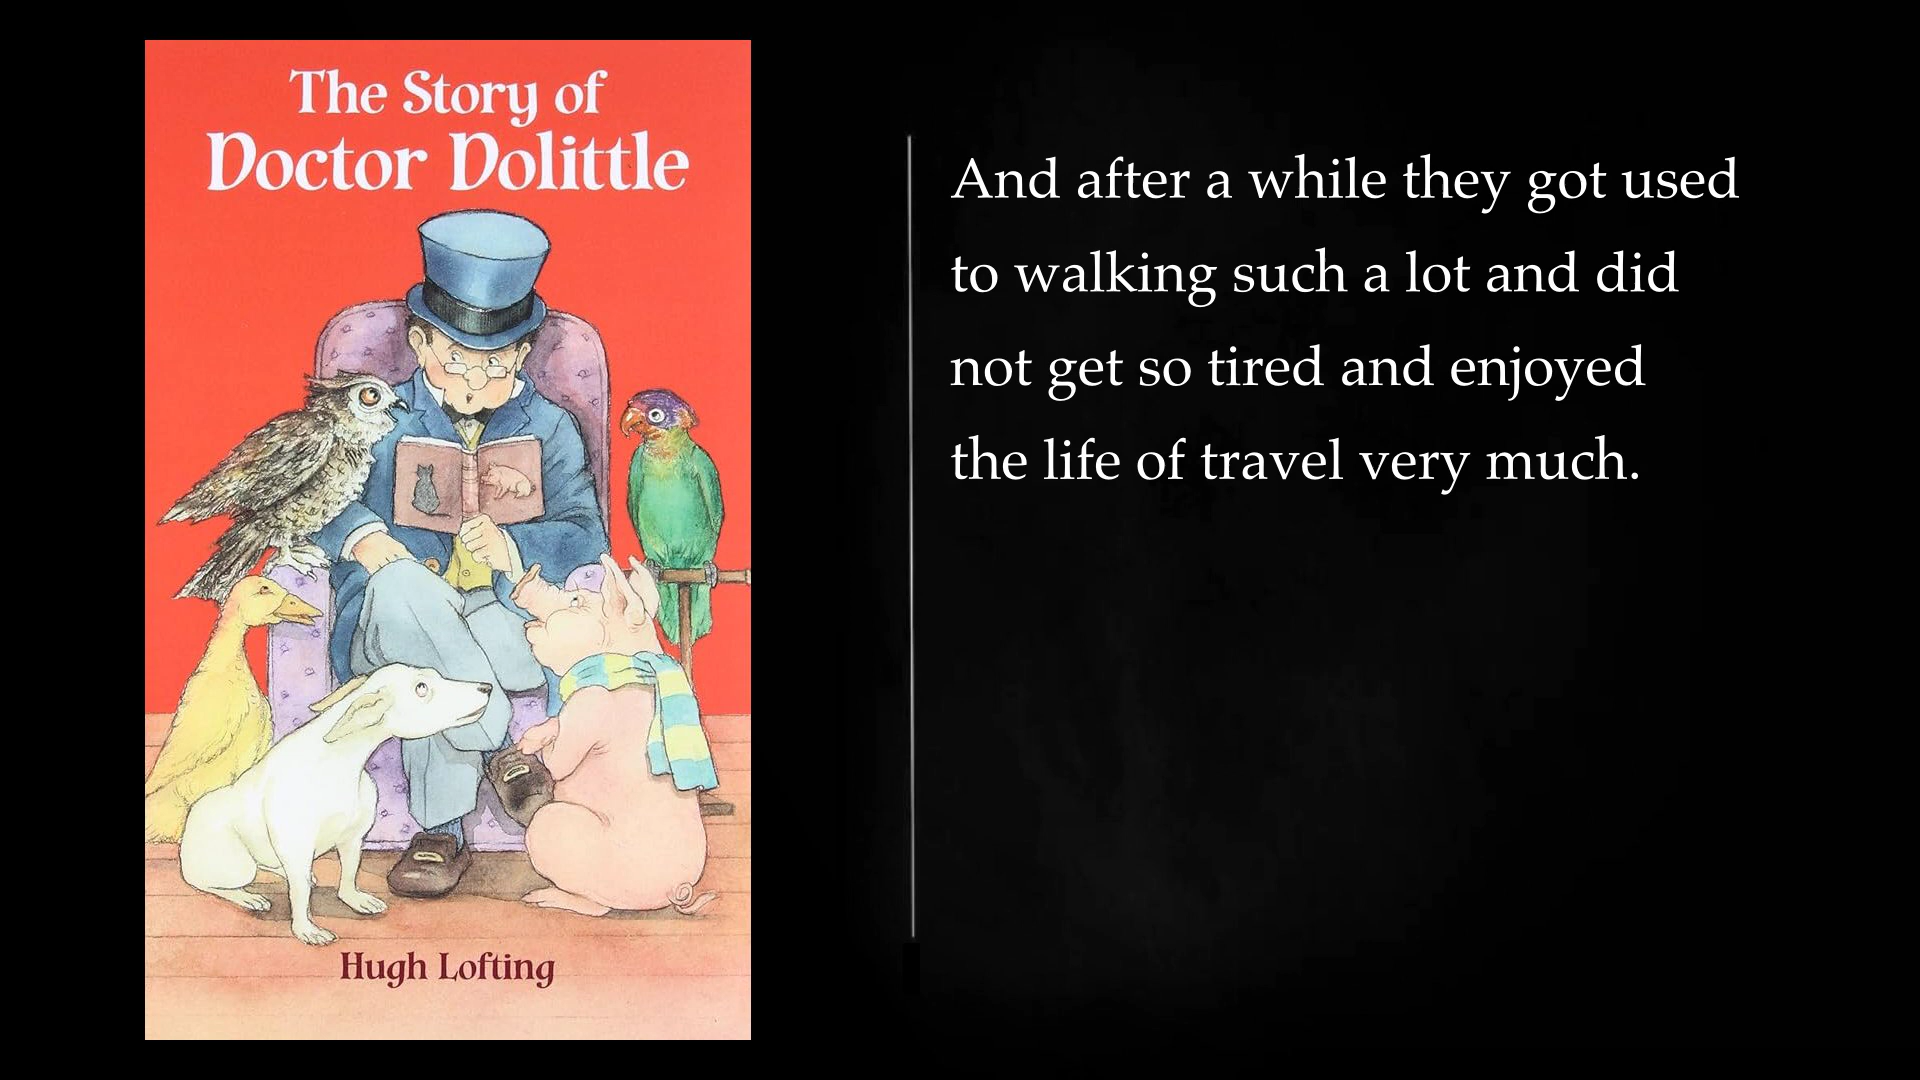 The Story of
Doctor Dolittle
Hugh Lofting
And after a while they got used
to walking such a lot and did
not get so tired and enjoyed
the life of travel very much.